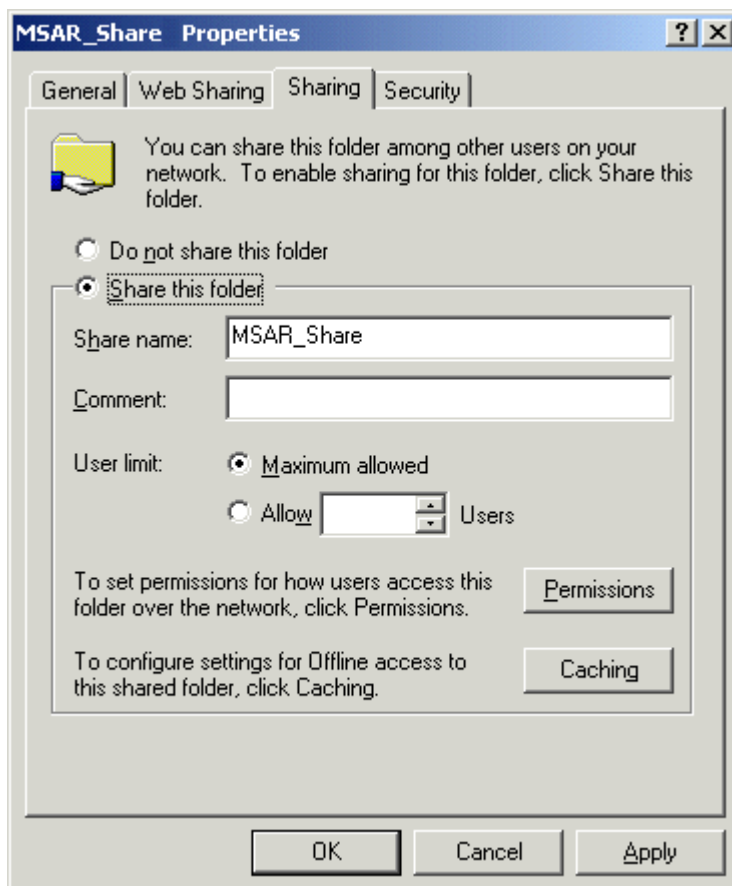 MSAR_Share Properties
General
Web Sharing
Sharing
Security
You can share this folder among other users on your
network. To enable sharing for this folder, click Share this
folder.
Do not share this folder
Share this folder
Share name:
MSAR_Share
Comment:
User limit:
Maximum allowed
Allow
Users
To set permissions for how users access this
folder over the network, click Permissions.
Permissions
To configure settings for Offline access to
this shared folder, click Caching.
Caching
OK
Cancel
Apply